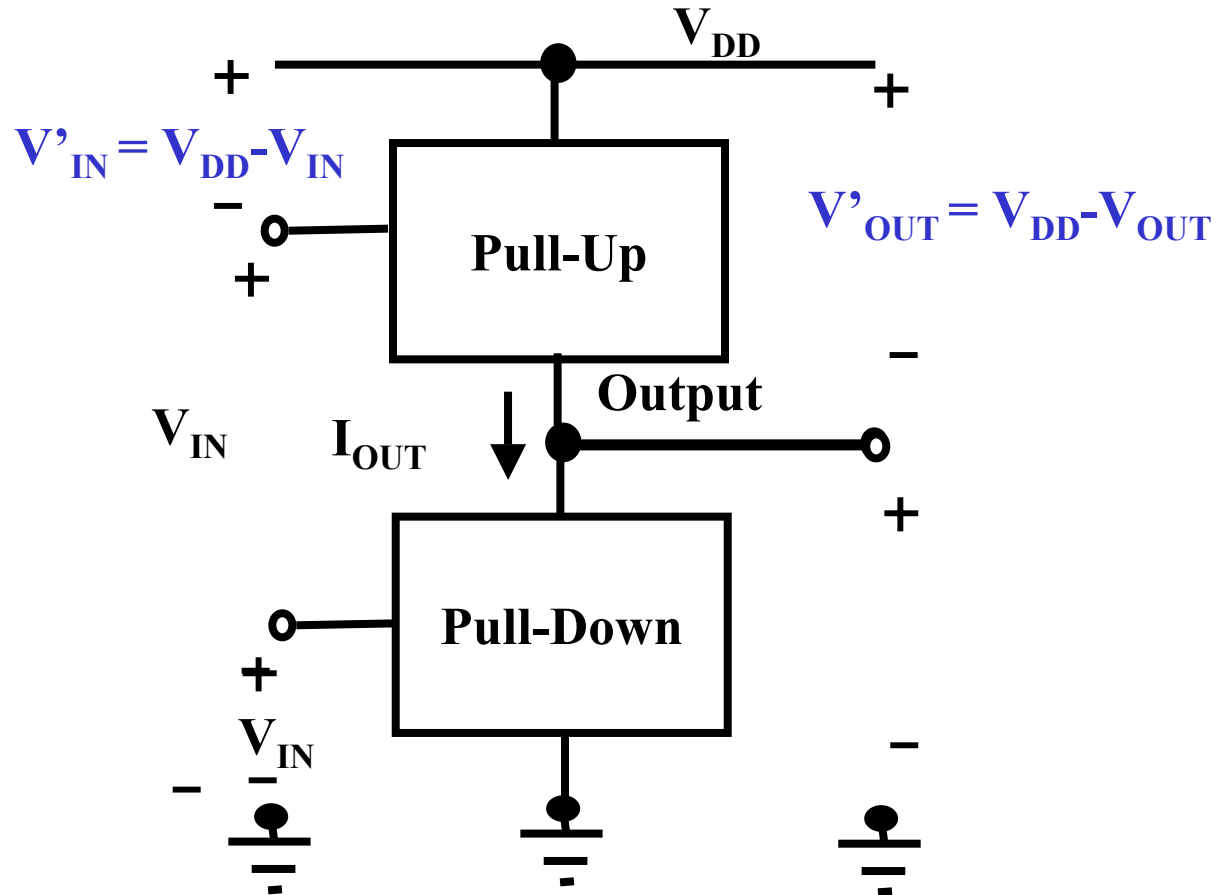 V_DD
+
+
V’_IN = V_DD-V_IN
−
V’_OUT = V_DD-V_OUT
+
Pull-Up
−
Output
V_IN
I_OUT
+
Pull-Down
+
V_IN
−
−
−